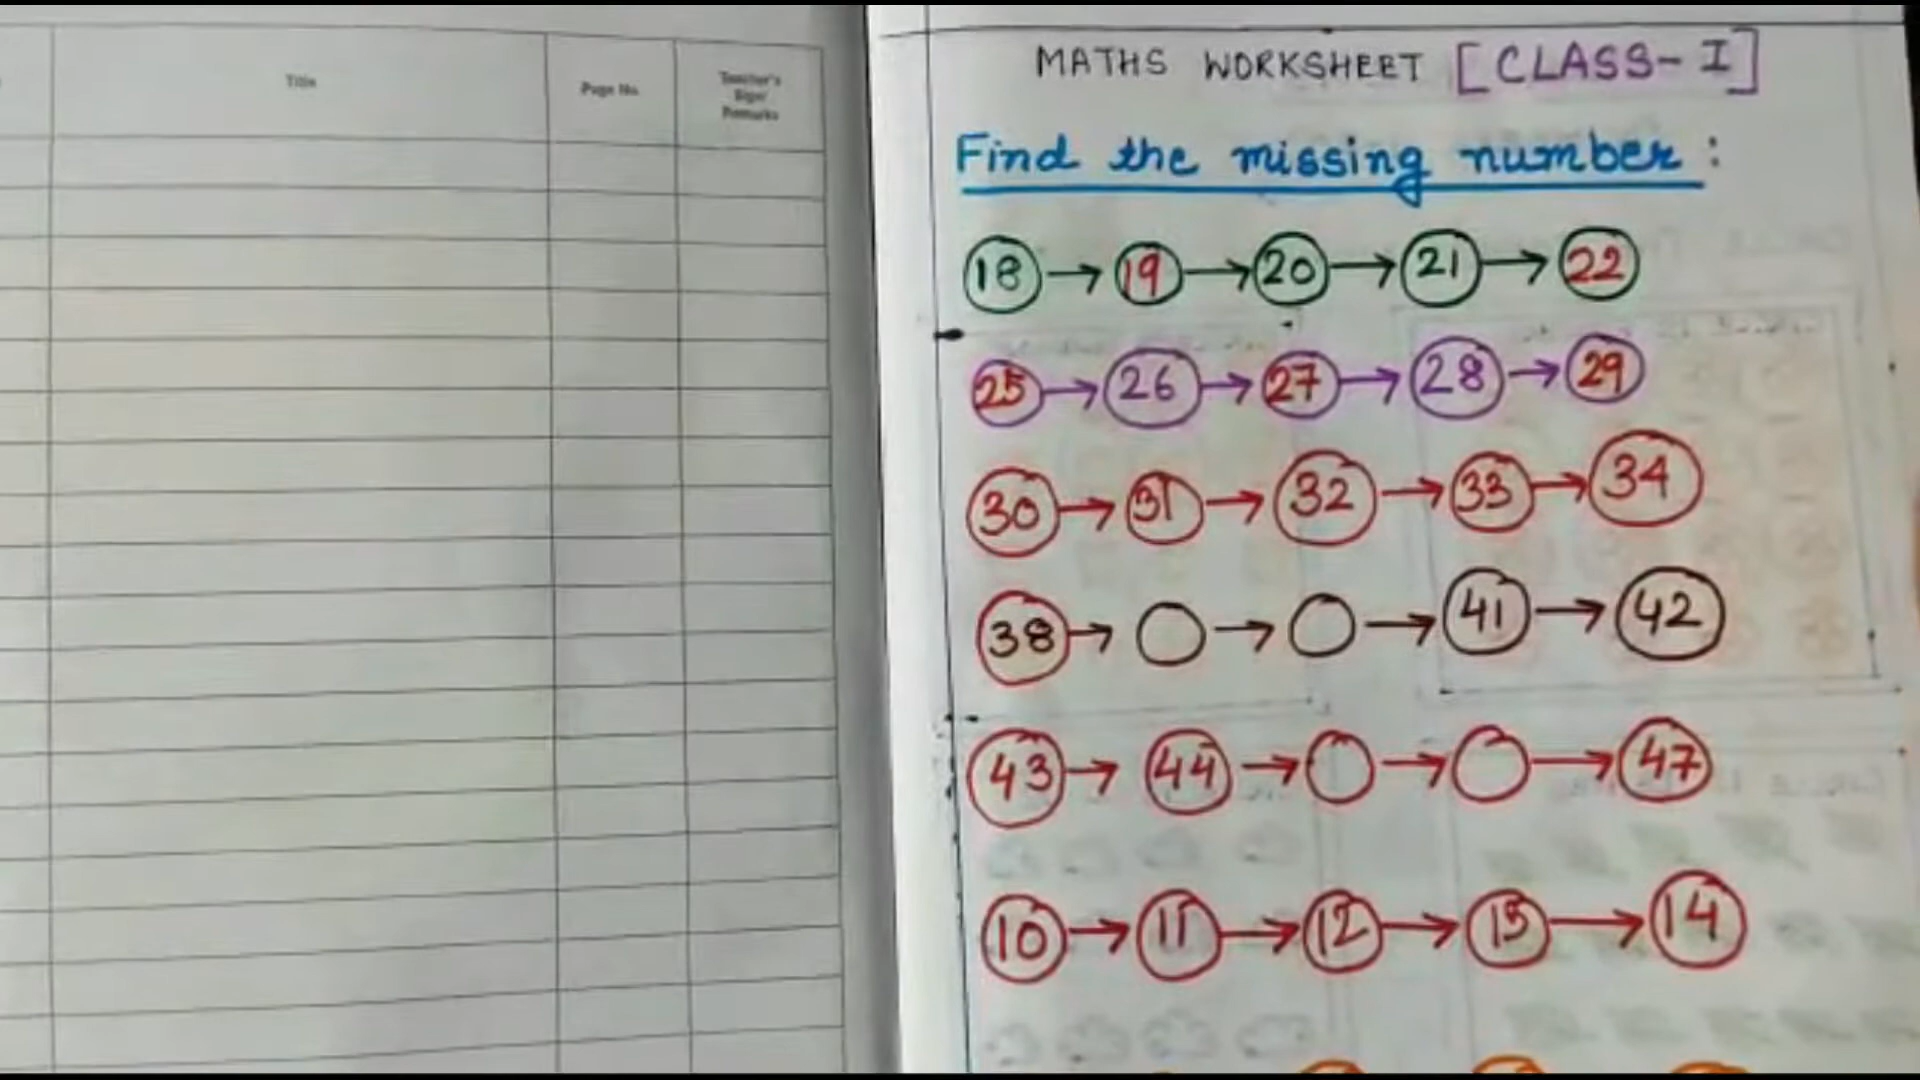 Title
Page No.
Teacher's
Sign/
Remarks
MATHS WORKSHEET [CLASS-I]
Find the missing number:
18 → 19 → 20 → 21 → 22
25 → 26 → 27 → 28 → 29
30 → 31 → 32 → 33 → 34
38 → ○ → ○ → 41 → 42
43 → 44 → ○ → ○ → 47
10 → 11 → 12 → 13 → 14